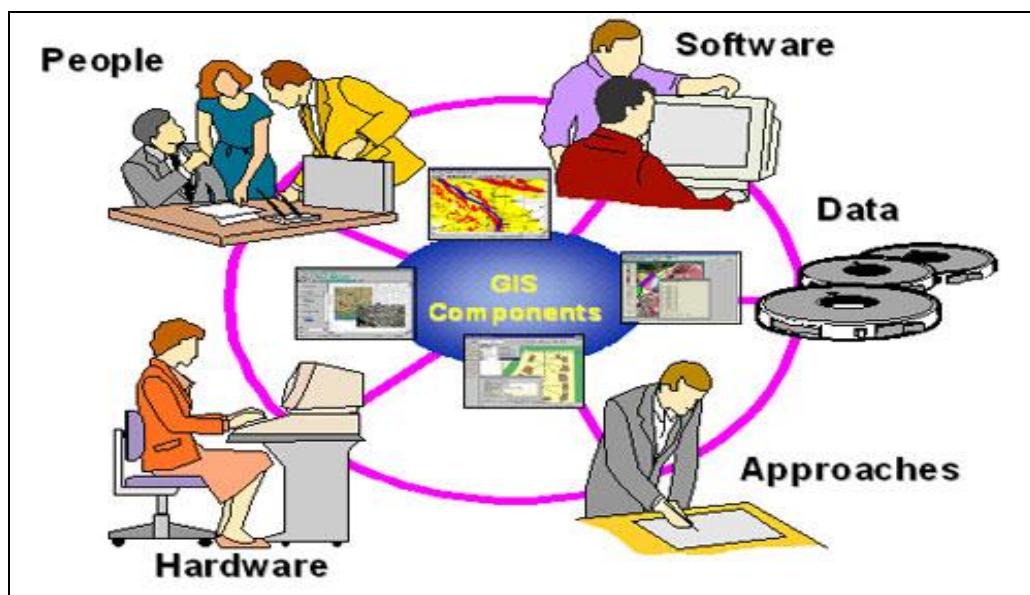 People
Software
Data
GIS
Components
Approaches
Hardware